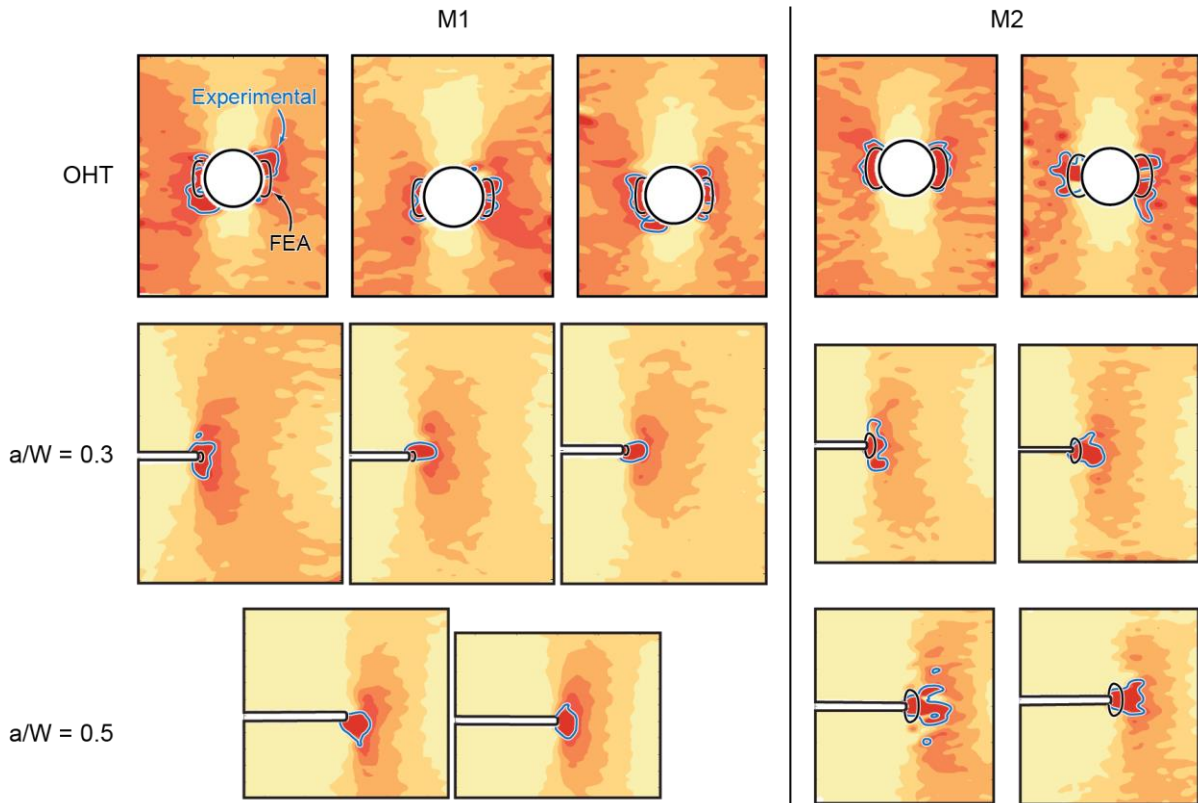 M1
M2
Experimental
OHT
FEA
a/W = 0.3
a/W = 0.5